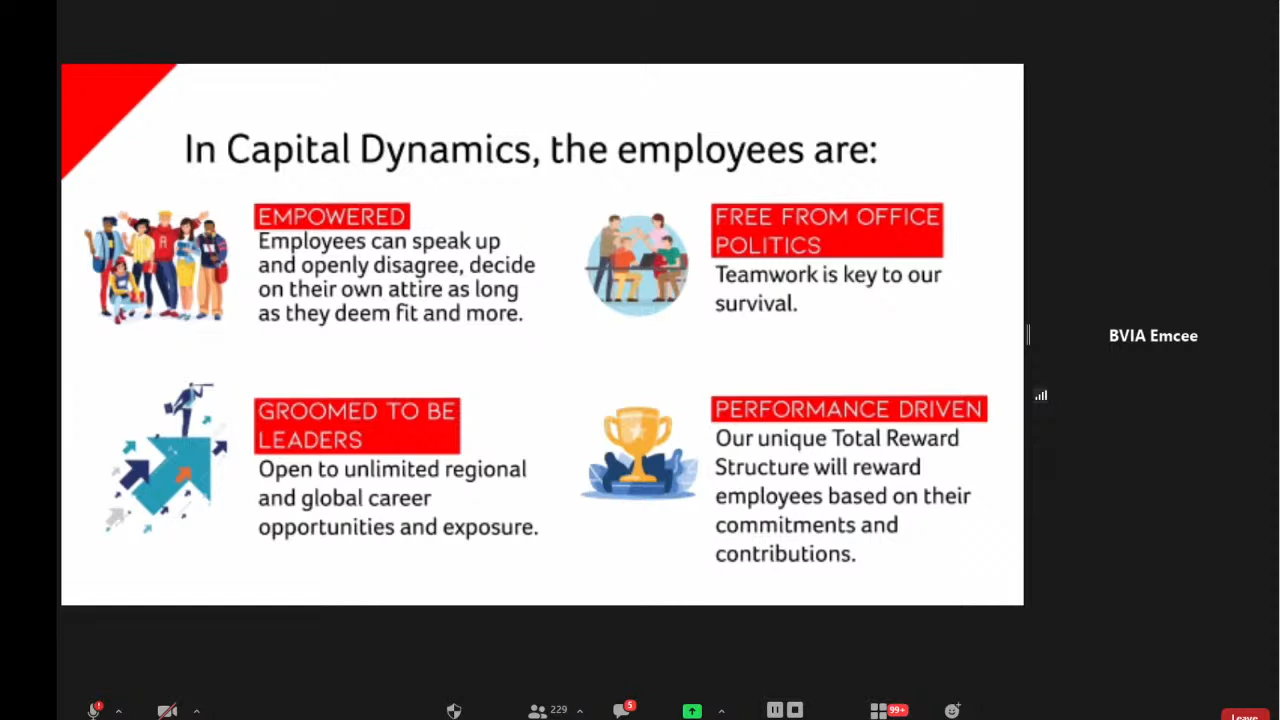 In Capital Dynamics, the employees are:
EMPOWERED
Employees can speak up
and openly disagree, decide
on their own attire as long
as they deem fit and more.
FREE FROM OFFICE
POLITICS
Teamwork is key to our
survival.
GROOMED TO BE
LEADERS
Open to unlimited regional
and global career
opportunities and exposure.
PERFORMANCE DRIVEN
Our unique Total Reward
Structure will reward
employees based on their
commitments and
contributions.
R
BVIA Emcee
!
229
5
99+
Leave